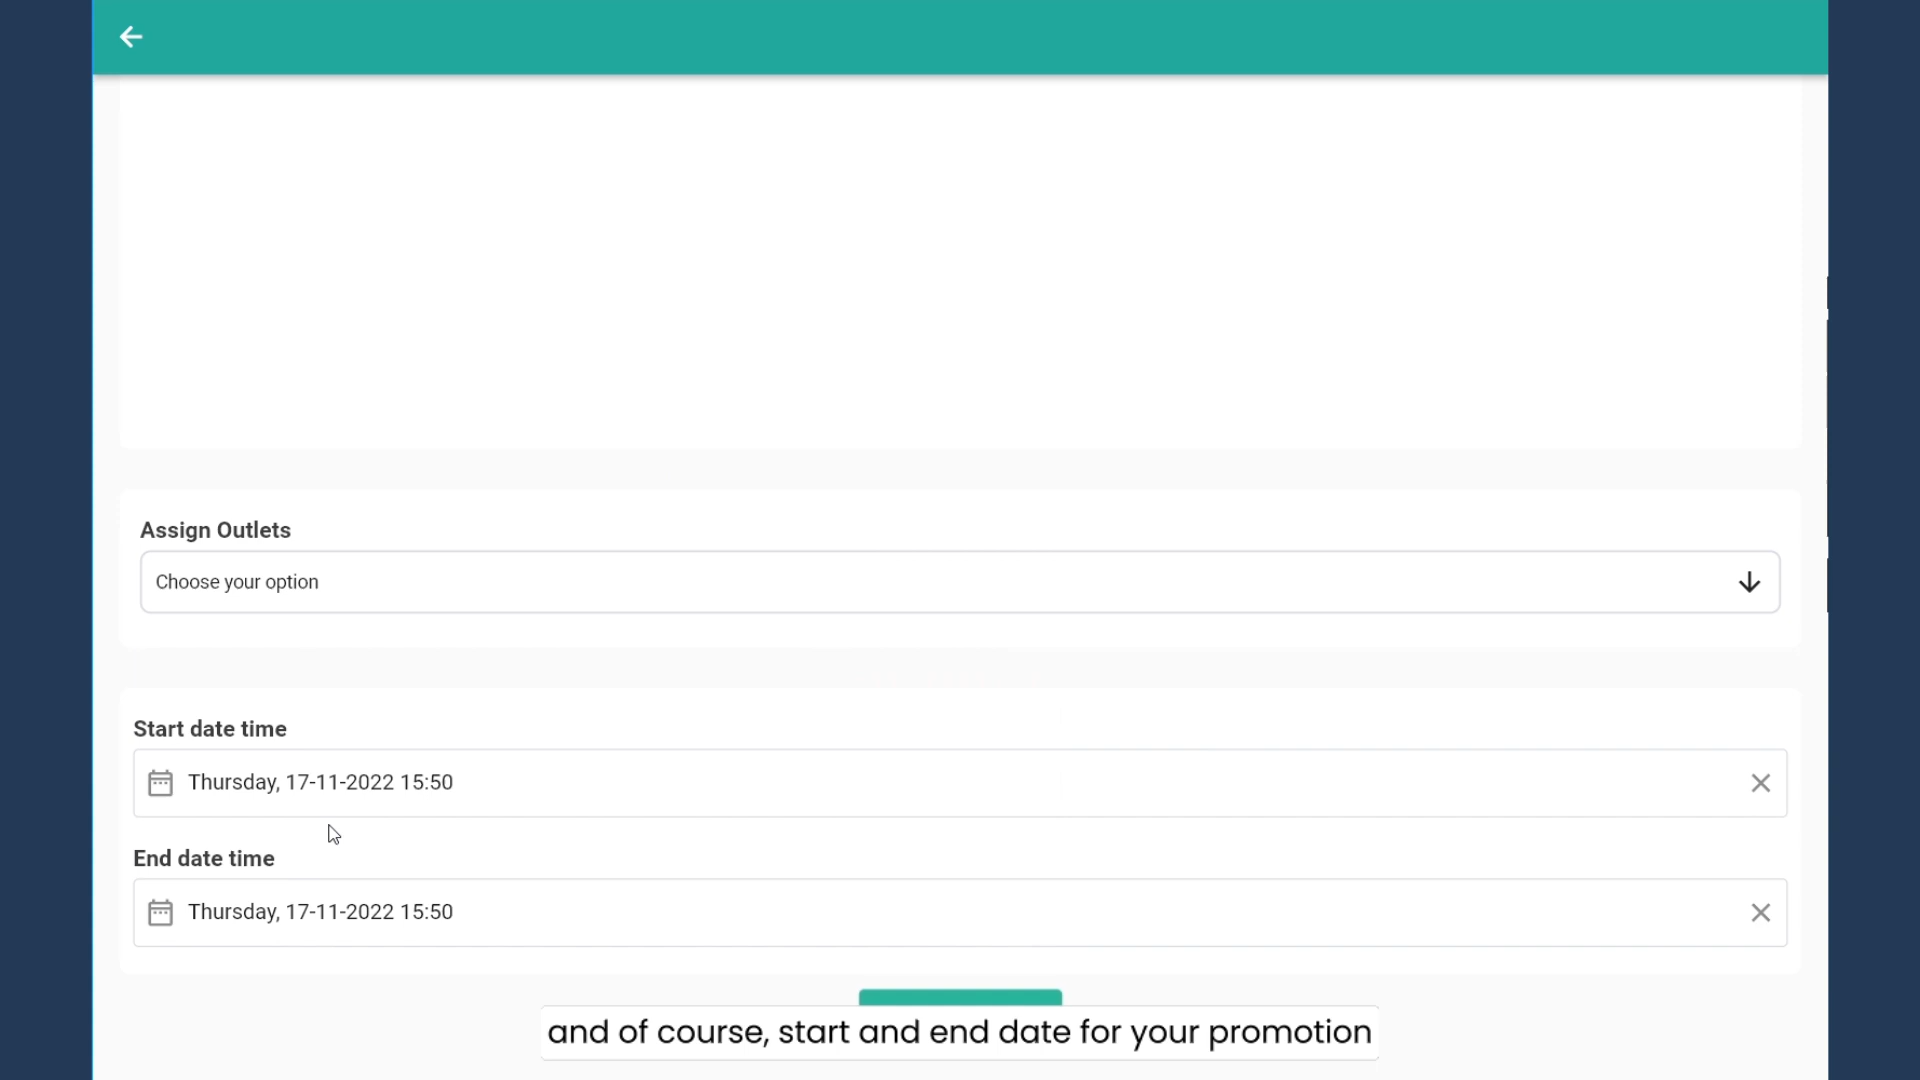 Assign Outlets
Choose your option
Start date time
Thursday, 17-11-2022 15:50
End date time
Thursday, 17-11-2022 15:50
and of course, start and end date for your promotion